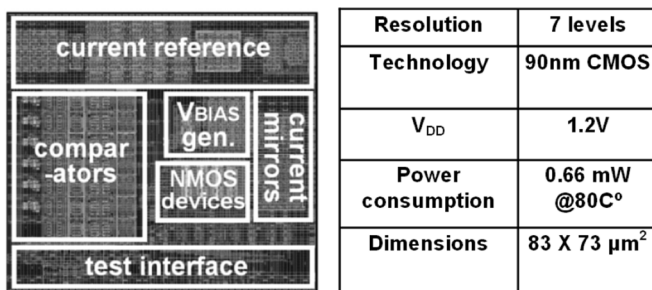 current reference
compar
-ators
VBIAS
gen.
NMOS
devices
current
mirrors
test interface
Resolution 7 levels
Technology 90nm CMOS
VDD 1.2V
Power 0.66 mW
consumption @80Cº
Dimensions 83 X 73 µm²